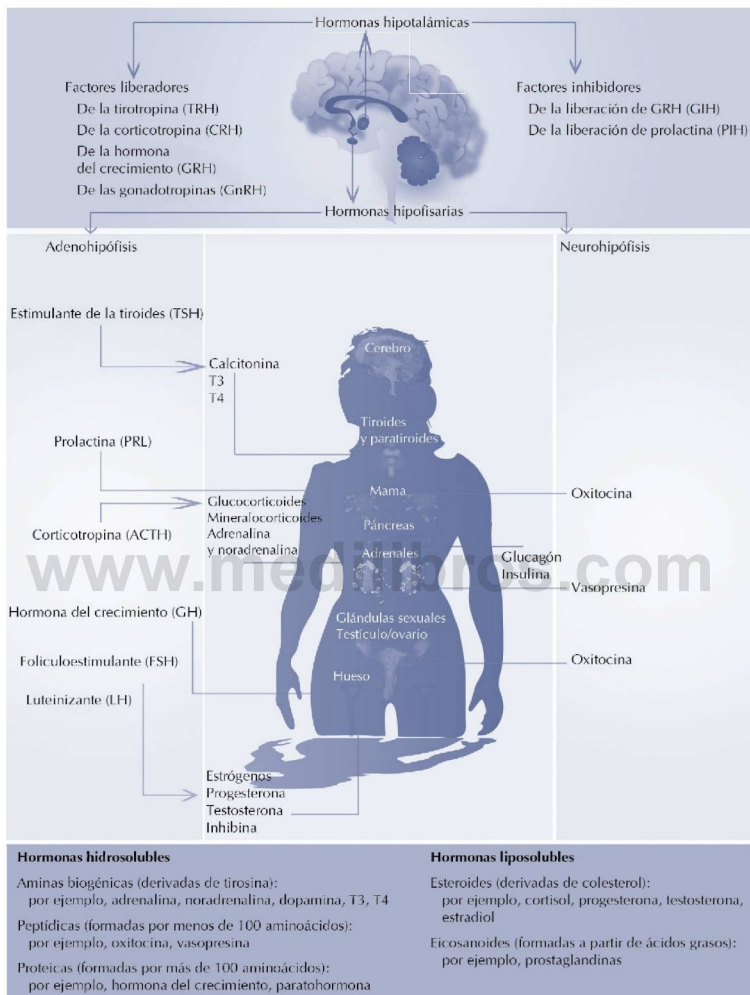 Hormonas hipotalámicas
Factores liberadores
De la tirotropina (TRH)
De la corticotropina (CRH)
De la hormona
del crecimiento (GRH)
De las gonadotropinas (GnRH)
Factores inhibidores
De la liberación de GRH (GIH)
De la liberación de prolactina (PIH)
Hormonas hipofisarias
Adenohipófisis
Neurohipófisis
Estimulante de la tiroides (TSH)
Calcitonina
T3
T4
Prolactina (PRL)
Corticotropina (ACTH)
Glucocorticoides
Minerafocorticoides
Adrenalina
y noradrenalina
Hormona del crecimiento (GH)
Foliculoestimulante (FSH)
Luteinizante (LH)
Estrógenos
Progesterona
Testosterona
Inhibina
Cerebro
Tiroides
y paratiroides
Mama
Páncreas
Adrenales
Glándulas sexuales
Testículo/ovario
Hueso
Oxitocina
Glucagón
Insulina
Vasopresina
Oxitocina
www.medilibros.com
Hormonas hidrosolubles
Aminas biogénicas (derivadas de tirosina):
por ejemplo, adrenalina, noradrenalina, dopamina, T3, T4
Peptídicas (formadas por menos de 100 aminoácidos):
por ejemplo, oxitocina, vasopresina
Proteicas (formadas por más de 100 aminoácidos):
por ejemplo, hormona del crecimiento, paratohormona
Hormonas liposolubles
Esteroides (derivadas de colesterol):
por ejemplo, cortisol, progesterona, testosterona,
estradiol
Eicosanoides (formadas a partir de ácidos grasos):
por ejemplo, prostaglandinas